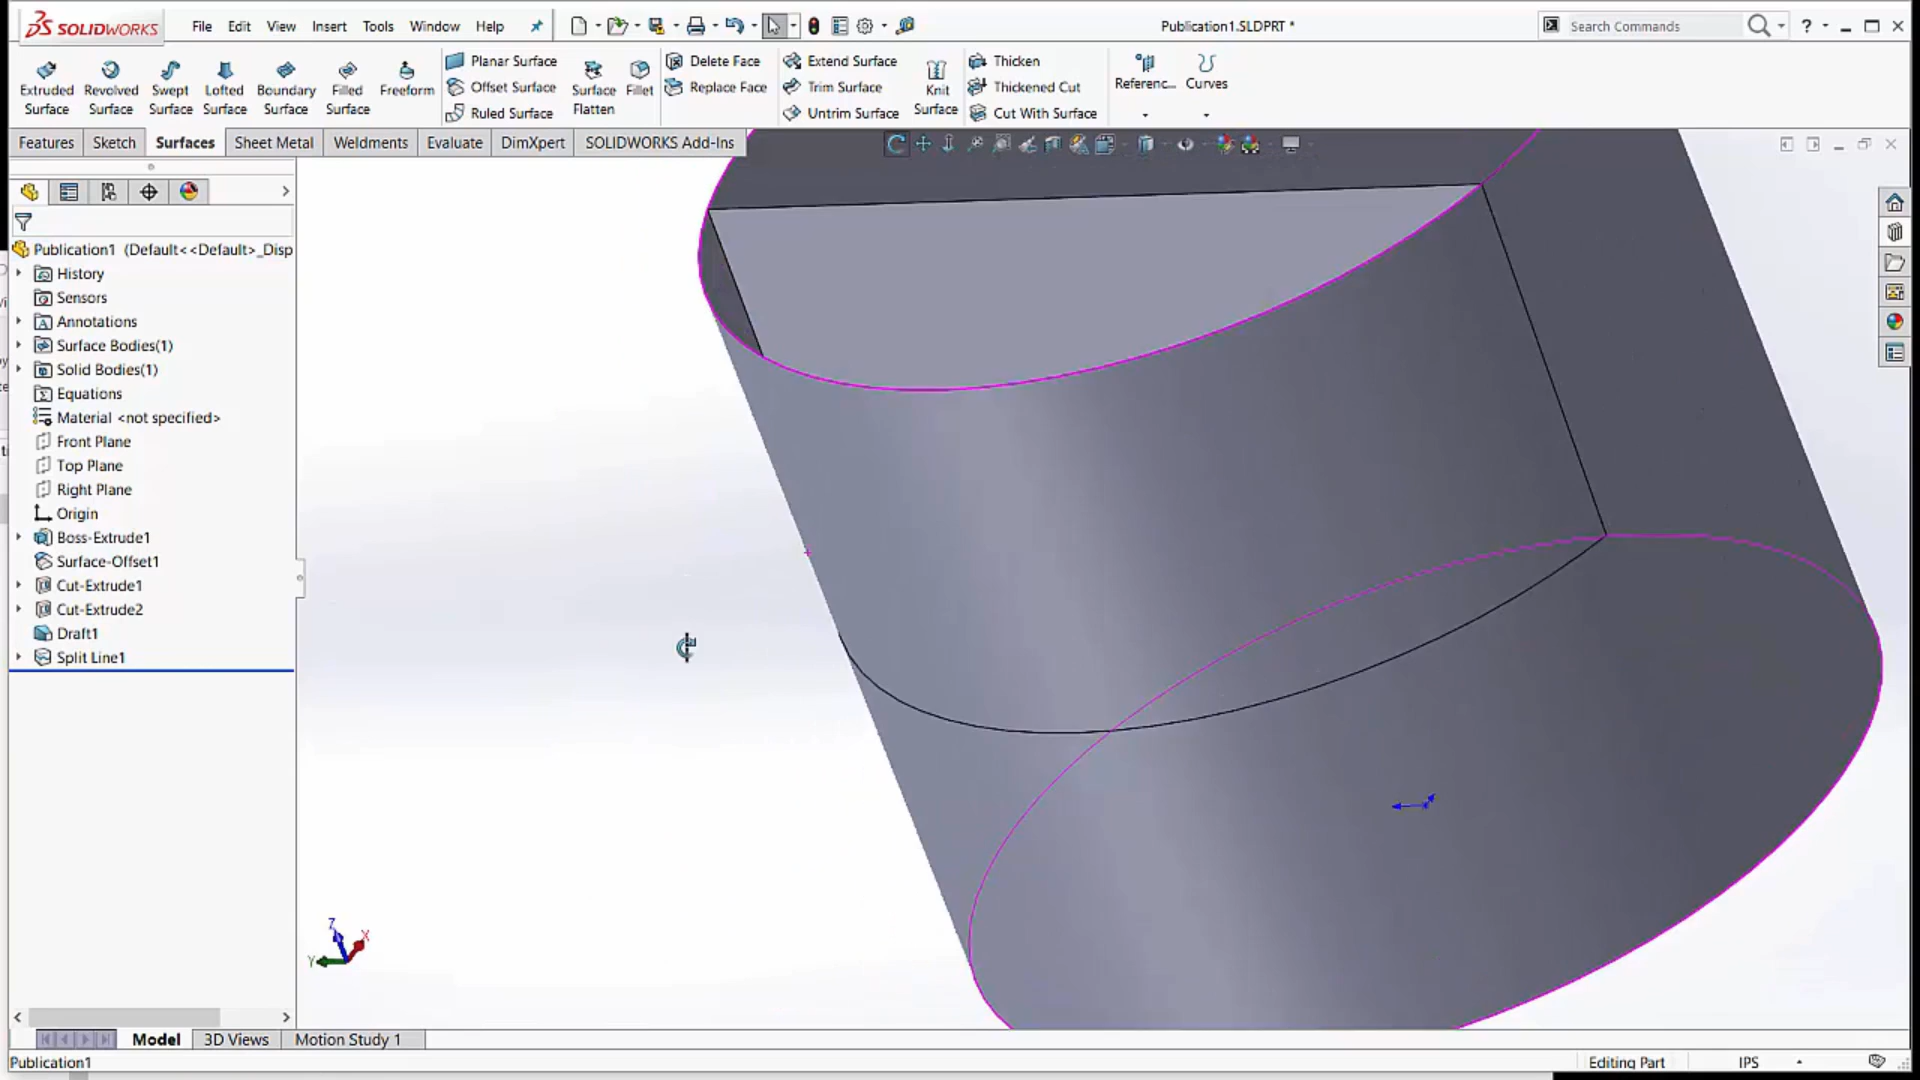 SOLIDWORKS File Edit View Insert Tools Window Help Publication1.SLDPRT * Search Commands ?
Extruded Surface
Revolved Surface
Swept Surface
Lofted Surface
Boundary Surface
Filled Surface
Freeform
Planar Surface
Offset Surface
Ruled Surface
Surface Flatten
Fillet
Delete Face
Replace Face
Extend Surface
Trim Surface
Untrim Surface
Knit Surface
Thicken
Thickened Cut
Cut With Surface
Referenc...
Curves
Features Sketch Surfaces Sheet Metal Weldments Evaluate DimXpert SOLIDWORKS Add-Ins
Publication1 (Default<<Default>_Disp
History
Sensors
Annotations
Surface Bodies(1)
Solid Bodies(1)
Equations
Material <not specified>
Front Plane
Top Plane
Right Plane
Origin
Boss-Extrude1
Surface-Offset1
Cut-Extrude1
Cut-Extrude2
Draft1
Split Line1
Z
X
Y
Model 3D Views Motion Study 1
Publication1 Editing Part IPS